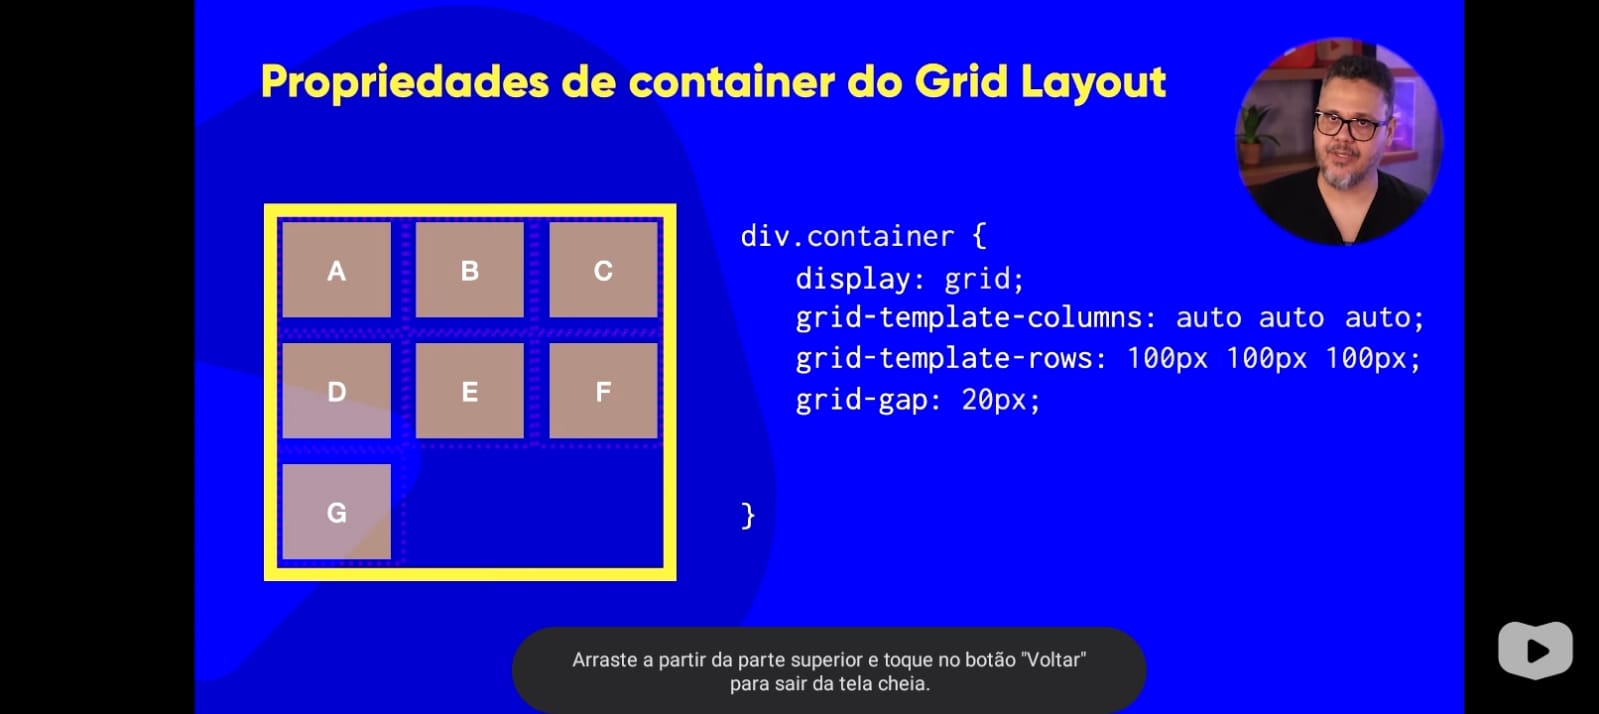 Propriedades de container do Grid Layout
A B C
D E F
G
div.container {
display: grid;
grid-template-columns: auto auto auto;
grid-template-rows: 100px 100px 100px;
grid-gap: 20px;
}
Arraste a partir da parte superior e toque no botão "Voltar"
para sair da tela cheia.